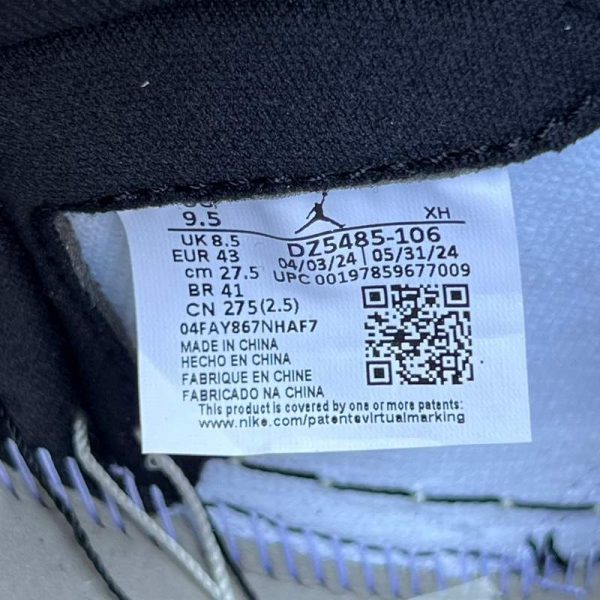 9.5
XH
UK 8.5
DZ5485-106
EUR 43
04/03/24 | 05/31/24
cm 27.5
UPC 00197859677009
BR 41
CN 275(2.5)
04FAY867NHAF7
MADE IN CHINA
HECHO EN CHINA
FABRIQUE EN CHINE
FABRICADO NA CHINA
This product is covered by one or more patents:
www.nike.com/patentevirtualmarking